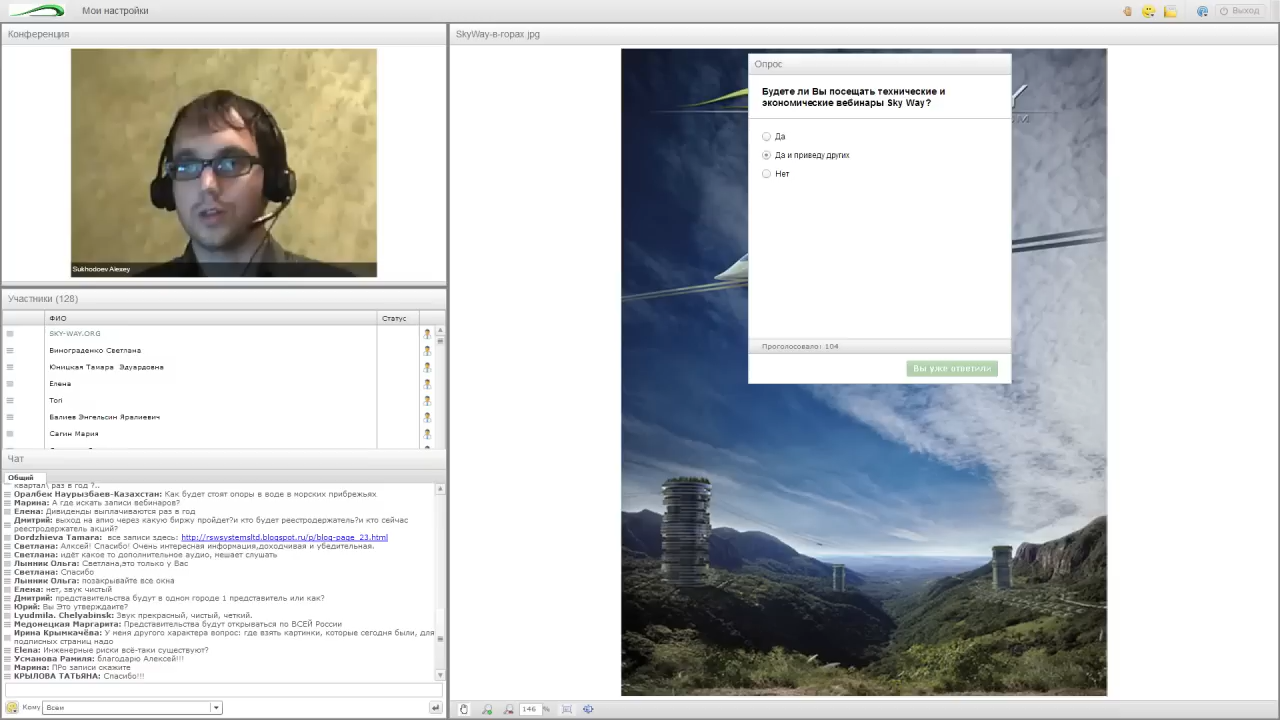 Мои настройки
Выход
Конференция
SkyWay-в-горах jpg
Sukhodoev Alexey
Опрос
Будете ли Вы посещать технические и
экономические вебинары Sky Way?
Да
Да и приведу других
Нет
Проголосовало: 104
Вы уже ответили
Участники (128)
ФИО
Статус
SKY-WAY.ORG
Винограденко Светлана
Юницкая Тамара Эдуардовна
Елена
Tori
Валиев Энгельсин Яралиевич
Сагин Мария
Чат
Общий
квартал\ раз в год ?..
Оралбек Наурызбаев-Казахстан: Как будет стоят опоры в воде в морских прибрежьях
Марина: А где искать записи вебинаров?
Елена: Дивиденды выплачиваются раз в год
Дмитрий: выход на апио через какую биржу пройдет?и кто будет реестродержатель?и кто сейчас
реестродержатель акций?
Dordzhieva Tamara: все записи здесь: http://rswsystemsltd.blogspot.ru/p/blog-page_23.html
Светлана: Алксей! Спасибо! Очень интересная информация,доходчивая и убедительная.
Светлана: идёт какое то дополнительное аудио, мешает слушать
Лынник Ольга: Светлана,это только у Вас
Светлана: Спасибо
Лынник Ольга: позакрывайте все окна
Елена: нет, звук чистый
Дмитрий: представительства будут в одном городе 1 представитель или как?
Юрий: Вы Это утверждаите?
Lyudmila. Chelyabinsk: Звук прекрасный, чистый, четкий.
Медонецкая Маргарита: Представительства будут открываться по ВСЕЙ России
Ирина Крымкачёва: У меня другого характера вопрос: где взять картинки, которые сегодня были, для
подписных страниц надо
Elena: Инженерные риски всё-таки существуют?
Усманова Рамиля: благодарю Алексей!!!
Марина: ПРо записи скажите
КРЫЛОВА ТАТЬЯНА: Спасибо!!!
Кому
Всем
146 %